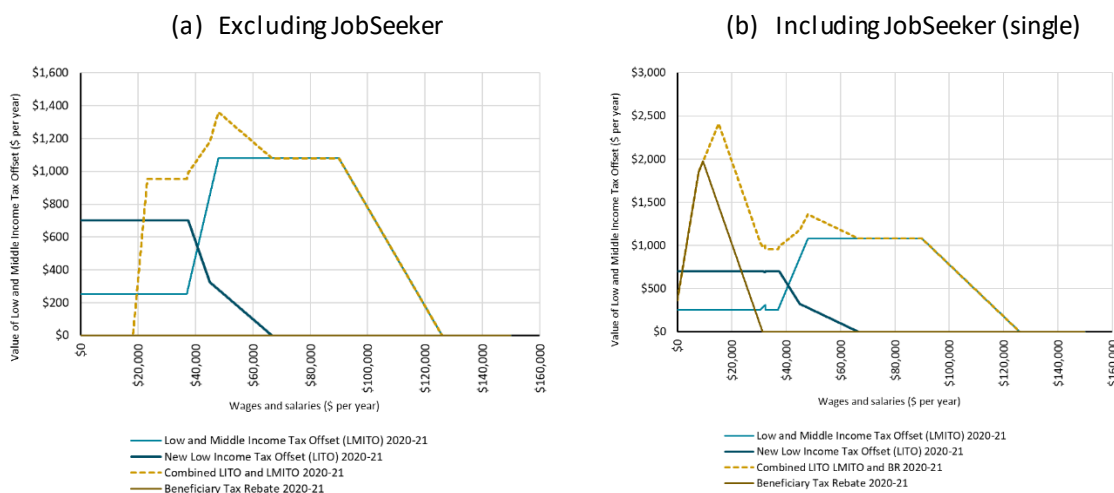 (a) Excluding JobSeeker
Value of Low and Middle Income Tax Offset ($ per year)
$1,600
$1,400
$1,200
$1,000
$800
$600
$400
$200
$0
$0
$20,000
$40,000
$60,000
$80,000
$100,000
$120,000
$140,000
$160,000
Wages and salaries ($ per year)
Low and Middle Income Tax Offset (LMITO) 2020-21
New Low Income Tax Offset (LITO) 2020-21
Combined LITO and LMITO 2020-21
Beneficiary Tax Rebate 2020-21
(b) Including JobSeeker (single)
Value of Low and Middle Income Tax Offset ($ per year)
$3,000
$2,500
$2,000
$1,500
$1,000
$500
$0
$0
$20,000
$40,000
$60,000
$80,000
$100,000
$120,000
$140,000
$160,000
Wages and salaries ($ per year)
Low and Middle Income Tax Offset (LMITO) 2020-21
New Low Income Tax Offset (LITO) 2020-21
Combined LITO LMITO and BR 2020-21
Beneficiary Tax Rebate 2020-21